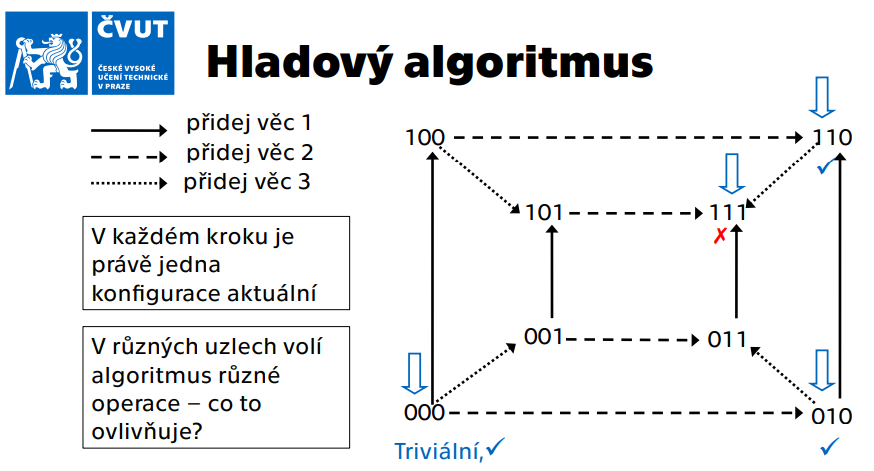 ČVUT
ČESKÉ VYSOKÉ
UČENÍ TECHNICKÉ
V PRAZE
Hladový algoritmus
přidej věc 1
přidej věc 2
přidej věc 3
V každém kroku je
právě jedna
konfigurace aktuální
V různých uzlech volí
algoritmus různé
operace – co to
ovlivňuje?
100
110
✓
101
111
✗
001
011
000
010
Triviální,✓
✓